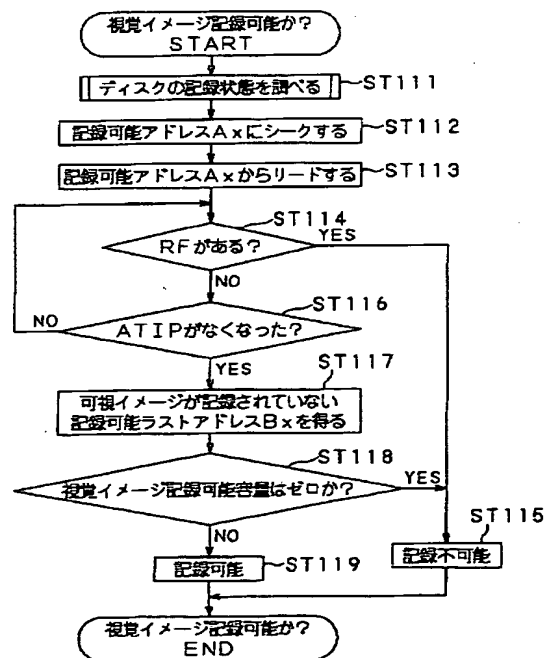 視覚イメージ記録可能か?
START
ディスクの記録状態を調べる
ST111
記録可能アドレスAxにシークする
ST112
記録可能アドレスAxからリードする
ST113
ST114
RFがある?
YES
NO
ST116
ATIPがなくなった?
NO
YES
ST117
可視イメージが記録されていない
記録可能ラストアドレスBxを得る
ST118
視覚イメージ記録可能容量はゼロか?
YES
NO
ST115
記録可能
ST119
記録不可能
視覚イメージ記録可能か?
END